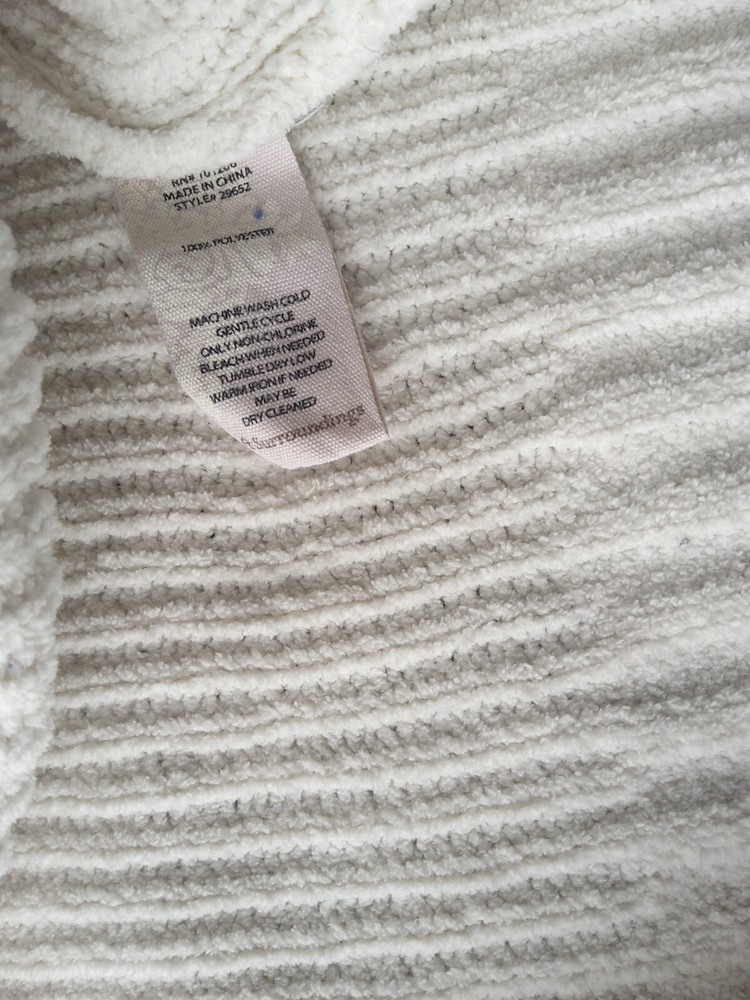 MADE IN CHINA
STYLE# 29652
100% POLYESTER
MACHINE WASH COLD
GENTLE CYCLE
ONLY NON-CHLORINE
BLEACH WHEN NEEDED
TUMBLE DRY LOW
WARM IRON IF NEEDED
MAY BE
DRY CLEANED
Surroundings